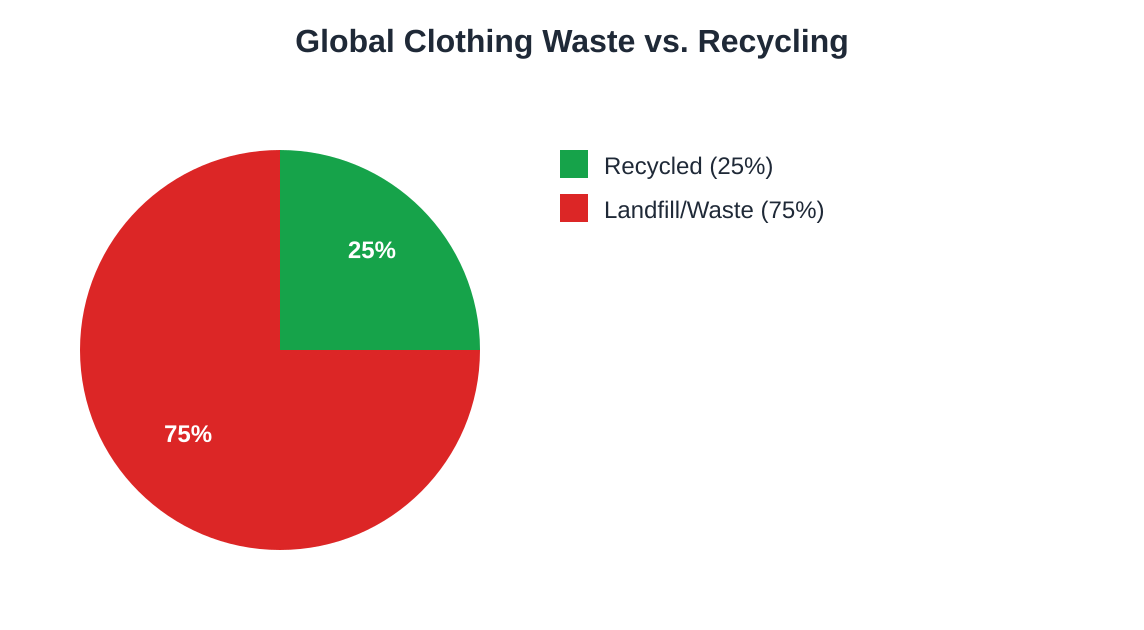 Global Clothing Waste vs. Recycling
Recycled (25%)
Landfill/Waste (75%)
25%
75%